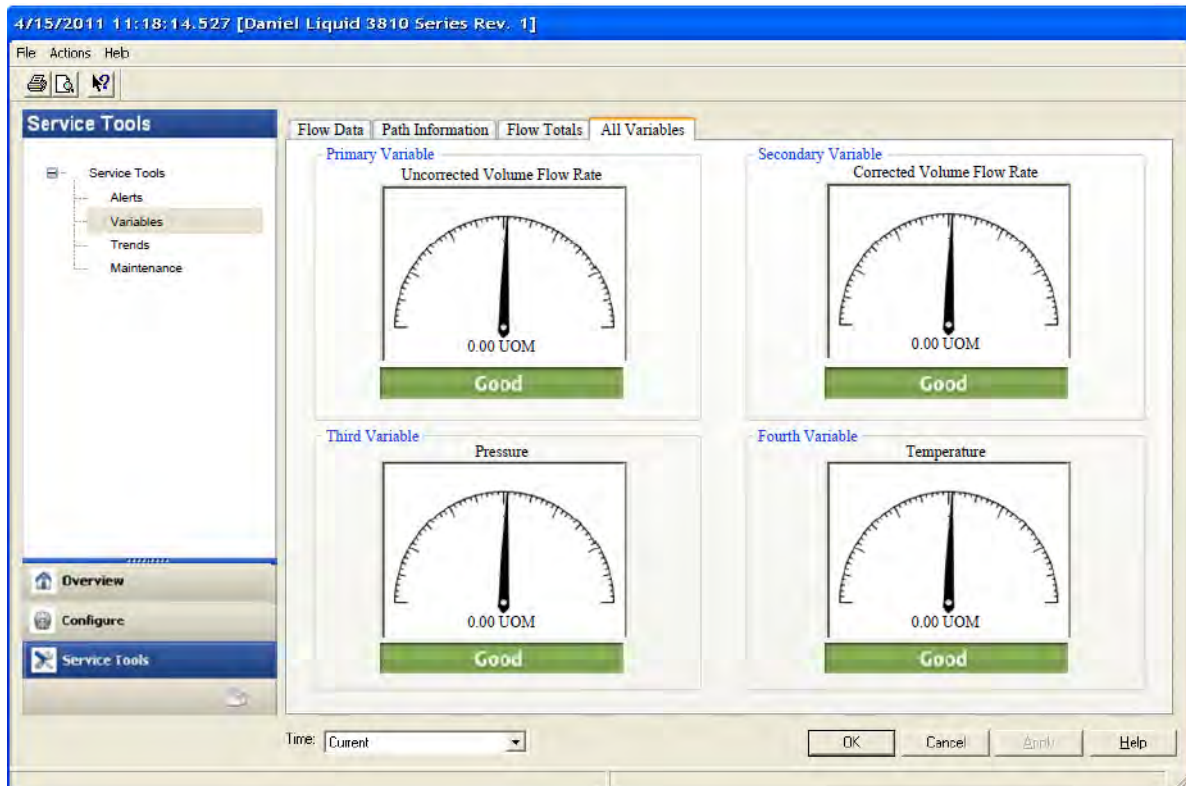 4/15/2011 11:18:14.527 [Daniel Liquid 3810 Series Rev. 1]
File Actions Help
Service Tools
Service Tools
Alerts
Variables
Trends
Maintenance
Overview
Configure
Service Tools
Flow Data Path Information Flow Totals All Variables
Primary Variable
Uncorrected Volume Flow Rate
0.00 UOM
Good
Secondary Variable
Corrected Volume Flow Rate
0.00 UOM
Good
Third Variable
Pressure
0.00 UOM
Good
Fourth Variable
Temperature
0.00 UOM
Good
Time: Current
OK Cancel Apply Help